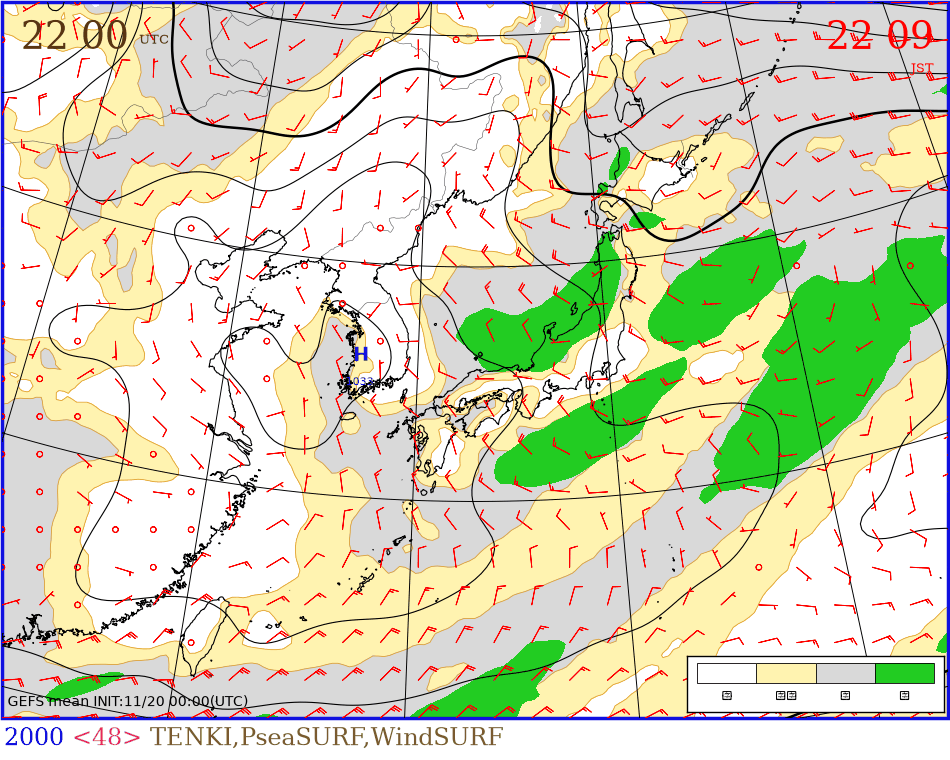 22 00 UTC
22 09
JST
H
GEFS mean INIT:11/20 00:00(UTC)
2000 <48> TENKI,PseaSURF,WindSURF